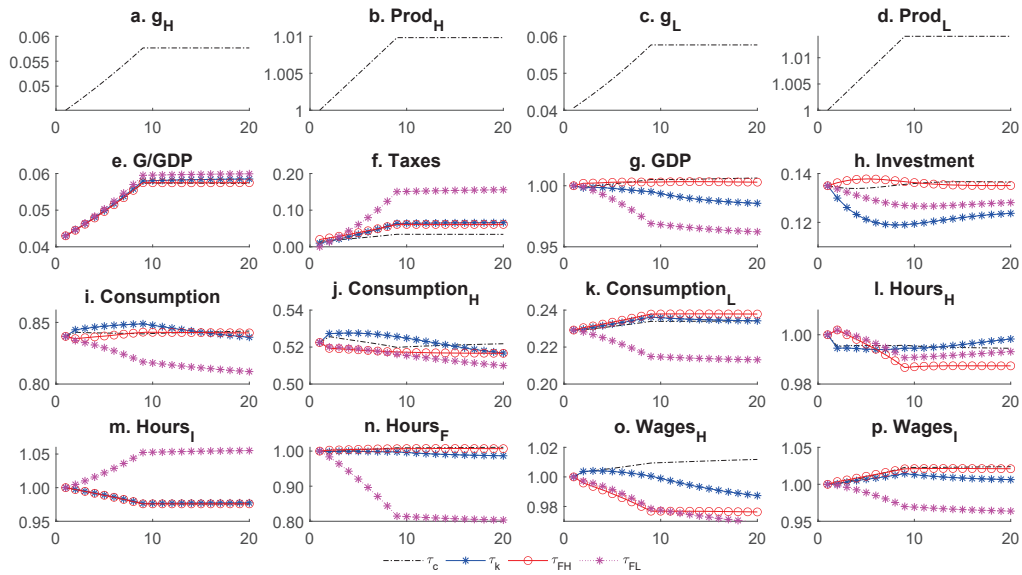 a. g_H
b. Prod_H
c. g_L
d. Prod_L
0.06
0.055
0.05
0 10 20
1.01
1.005
1
0 10 20
0.06
0.05
0.04
0 10 20
1.01
1.005
1
0 10 20
e. G/GDP
f. Taxes
g. GDP
h. Investment
0.06
0.05
0.04
0 10 20
0.20
0.10
0.00
0 10 20
1.00
0.95
0 10 20
0.14
0.12
0 10 20
i. Consumption
j. Consumption_H
k. Consumption_L
l. Hours_H
0.85
0.80
0 10 20
0.54
0.52
0.50
0 10 20
0.24
0.22
0.20
0 10 20
1.00
0.98
0 10 20
m. Hours_I
n. Hours_F
o. Wages_H
p. Wages_I
1.05
1.00
0.95
0 10 20
1.00
0.90
0.80
0 10 20
1.02
1.00
0.98
0 10 20
1.05
1.00
0.95
0 10 20
τ_c τ_k τ_FH τ_FL